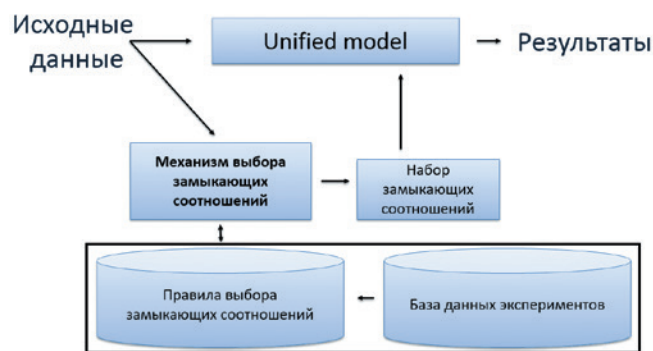 Исходные
данные
Unified model
Результаты
Механизм выбора
замыкающих
соотношений
Набор
замыкающих
соотношений
Правила выбора
замыкающих соотношений
База данных экспериментов